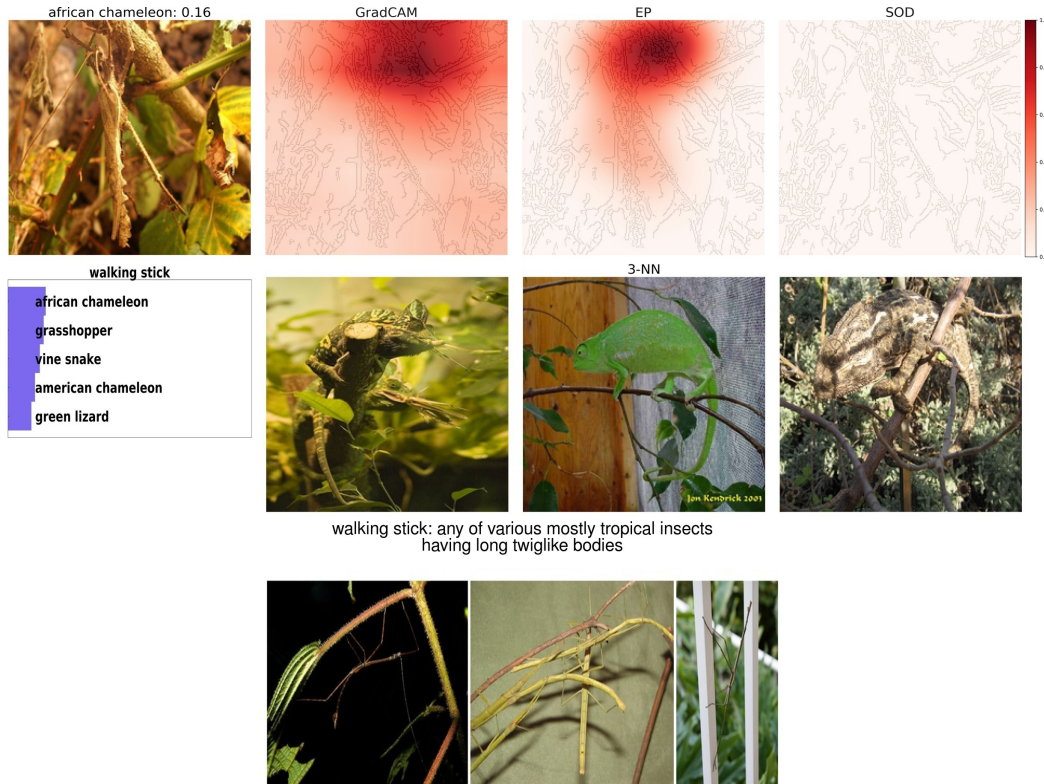 african chameleon: 0.16
GradCAM
EP
SOD
walking stick
african chameleon
grasshopper
vine snake
american chameleon
green lizard
3-NN
Jon Kendrick 2001
walking stick: any of various mostly tropical insects
having long twiglike bodies